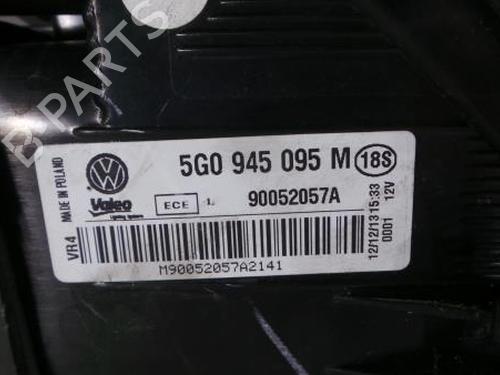 B PARTS
MADE IN POLAND
VR4
VW
Valeo
5G0 945 095 M 18S
ECE
90052057A
M90052057A2141
12/12/13 15:33
0001 12V